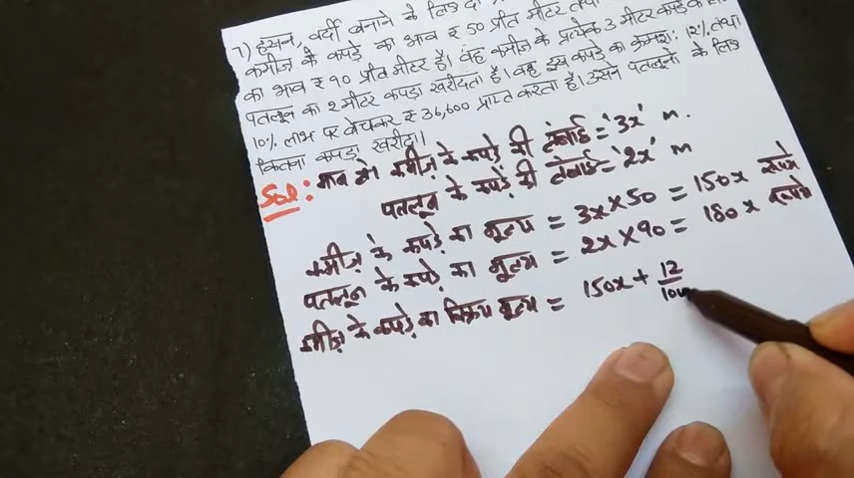 7) हसन, वर्दी बनाने के लिए दो
कमीज के कपड़े का भाव ₹ 50 प्रति मीटर तथा
का भाव ₹ 90 प्रति मीटर है। वह कमीज के प्रत्येक 3 मीटर कपड़े के
पतलून का 2 मीटर कपड़ा खरीदता है। वह इस कपड़े को क्रमशः 12% तथा
10% लाभ पर बेचकर ₹ 36,600 प्राप्त करता है। उसने पतलूनों के लिए
कितना कपड़ा खरीदा।
Sol: माना कमीज़ के कपड़े की लंबाई = '3x' m.
पतलून के कपड़े की लंबाई = '2x' m
कमीज़ के कपड़े का मूल्य = 3x × 50 = 150x रुपये
पतलून के कपड़े का मूल्य = 2x × 90 = 180x रुपये
कमीज़ के कपड़े का विक्रय मूल्य = 150x + 12/100